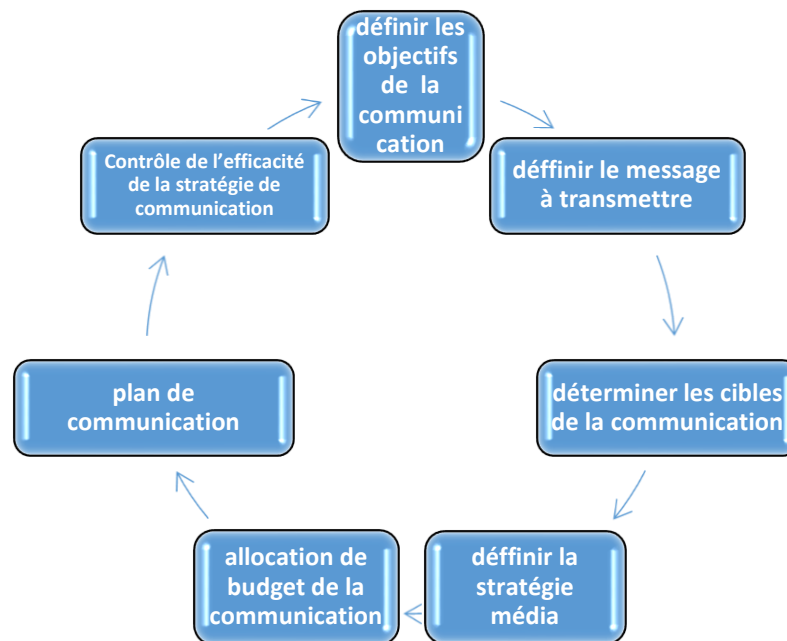 définir les
objectifs
de la
communi
cation
déffinir le message
à transmettre
déterminer les cibles
de la communication
déffinir la
stratégie
média
allocation de
budget de la
communication
plan de
communication
Contrôle de l'efficacité
de la stratégie de
communication